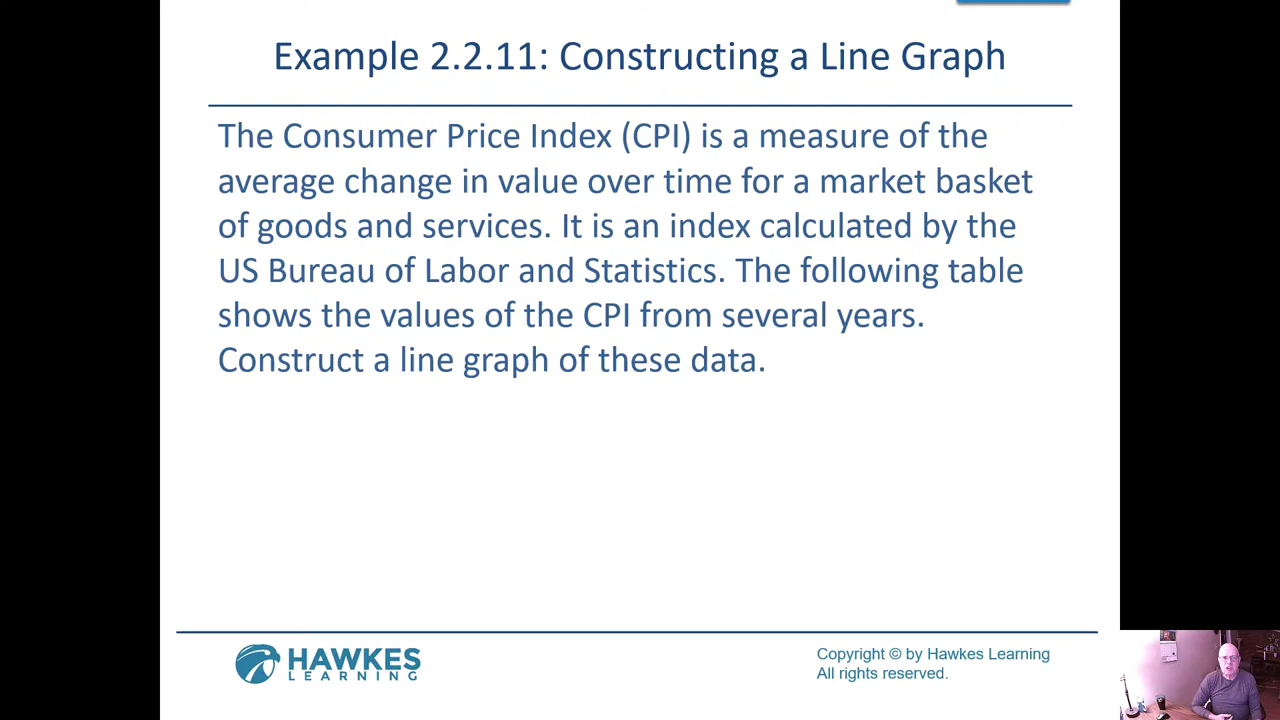 Example 2.2.11: Constructing a Line Graph
The Consumer Price Index (CPI) is a measure of the
average change in value over time for a market basket
of goods and services. It is an index calculated by the
US Bureau of Labor and Statistics. The following table
shows the values of the CPI from several years.
Construct a line graph of these data.
HAWKES
LEARNING
Copyright © by Hawkes Learning
All rights reserved.